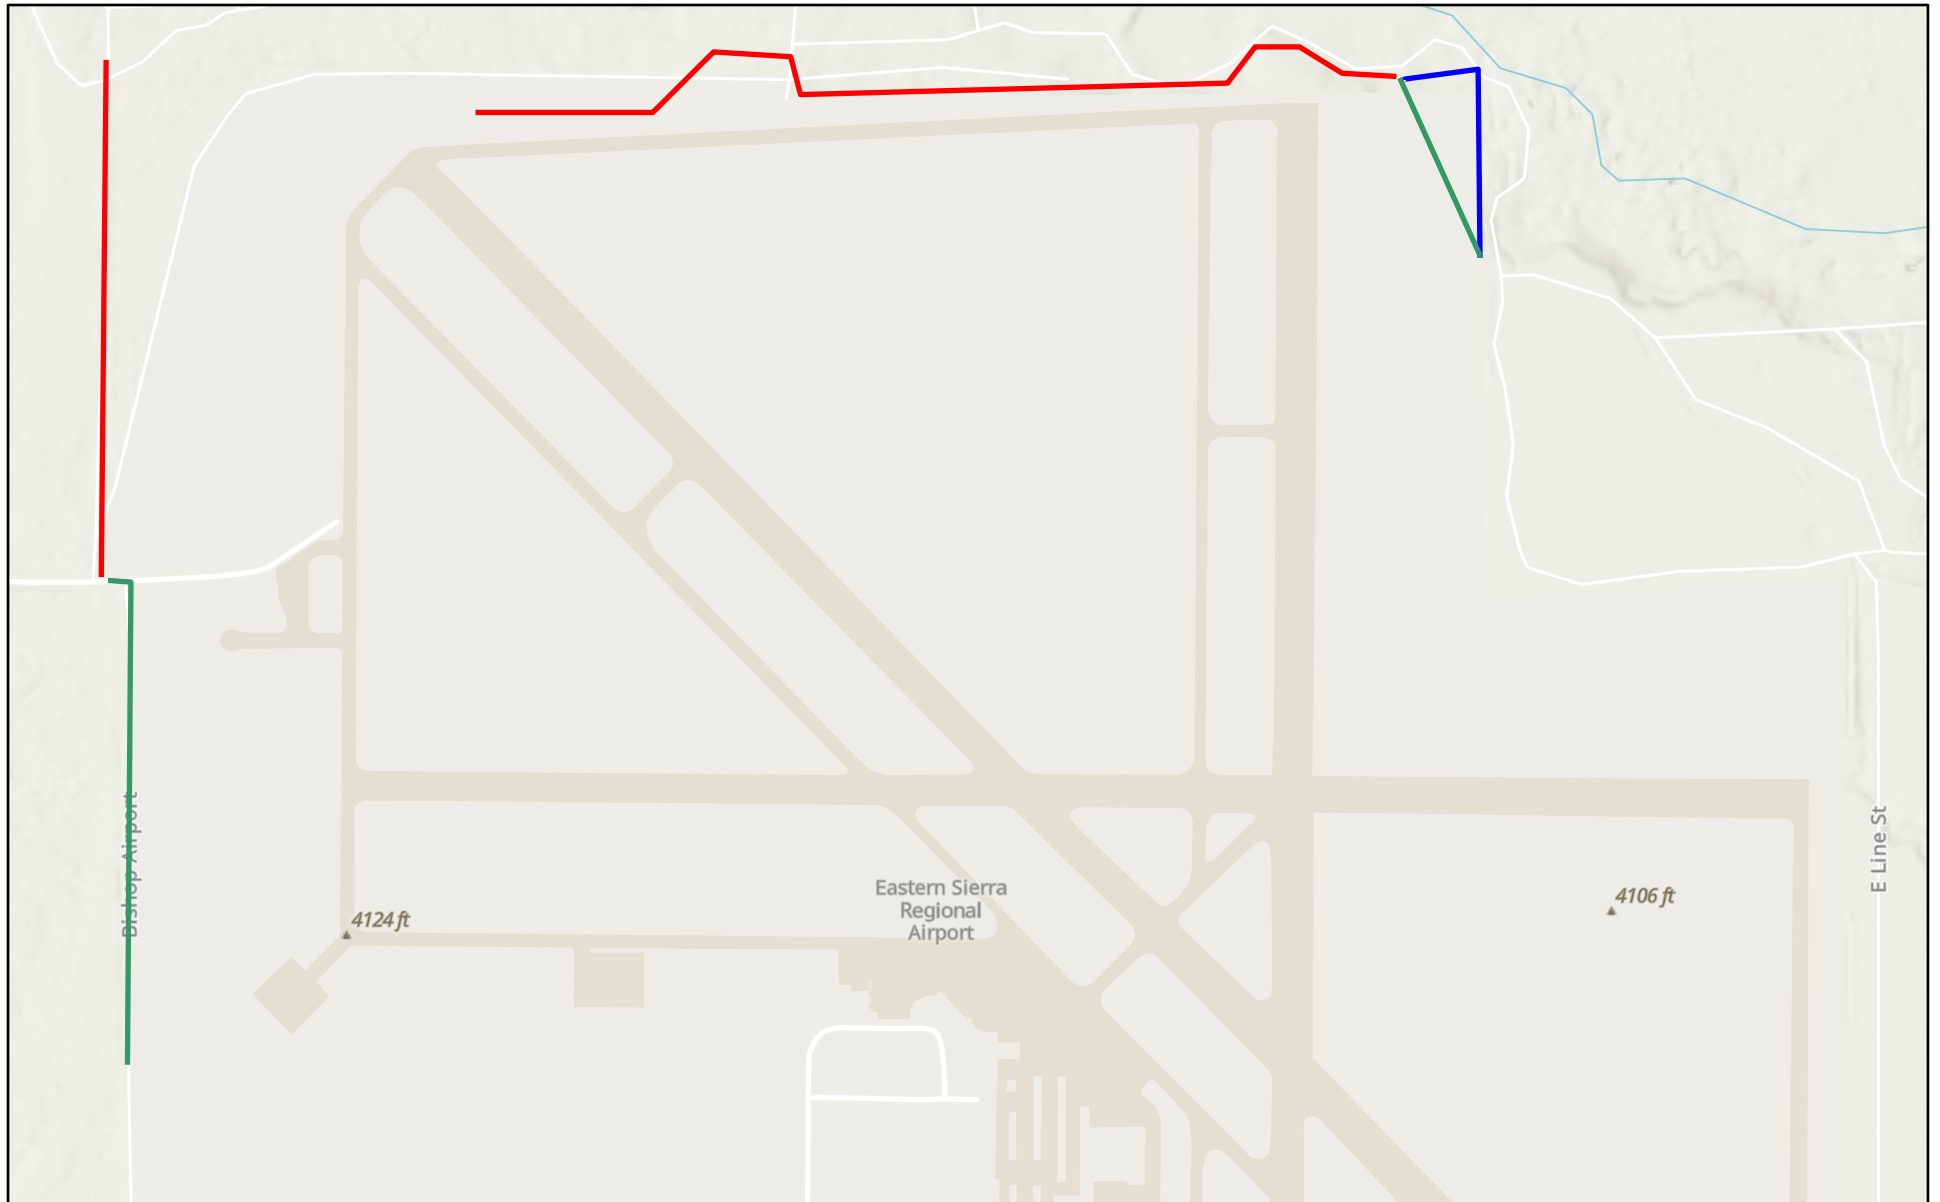 Bishop Airport
4124 ft
Eastern Sierra
Regional
Airport
4106 ft
E Line St